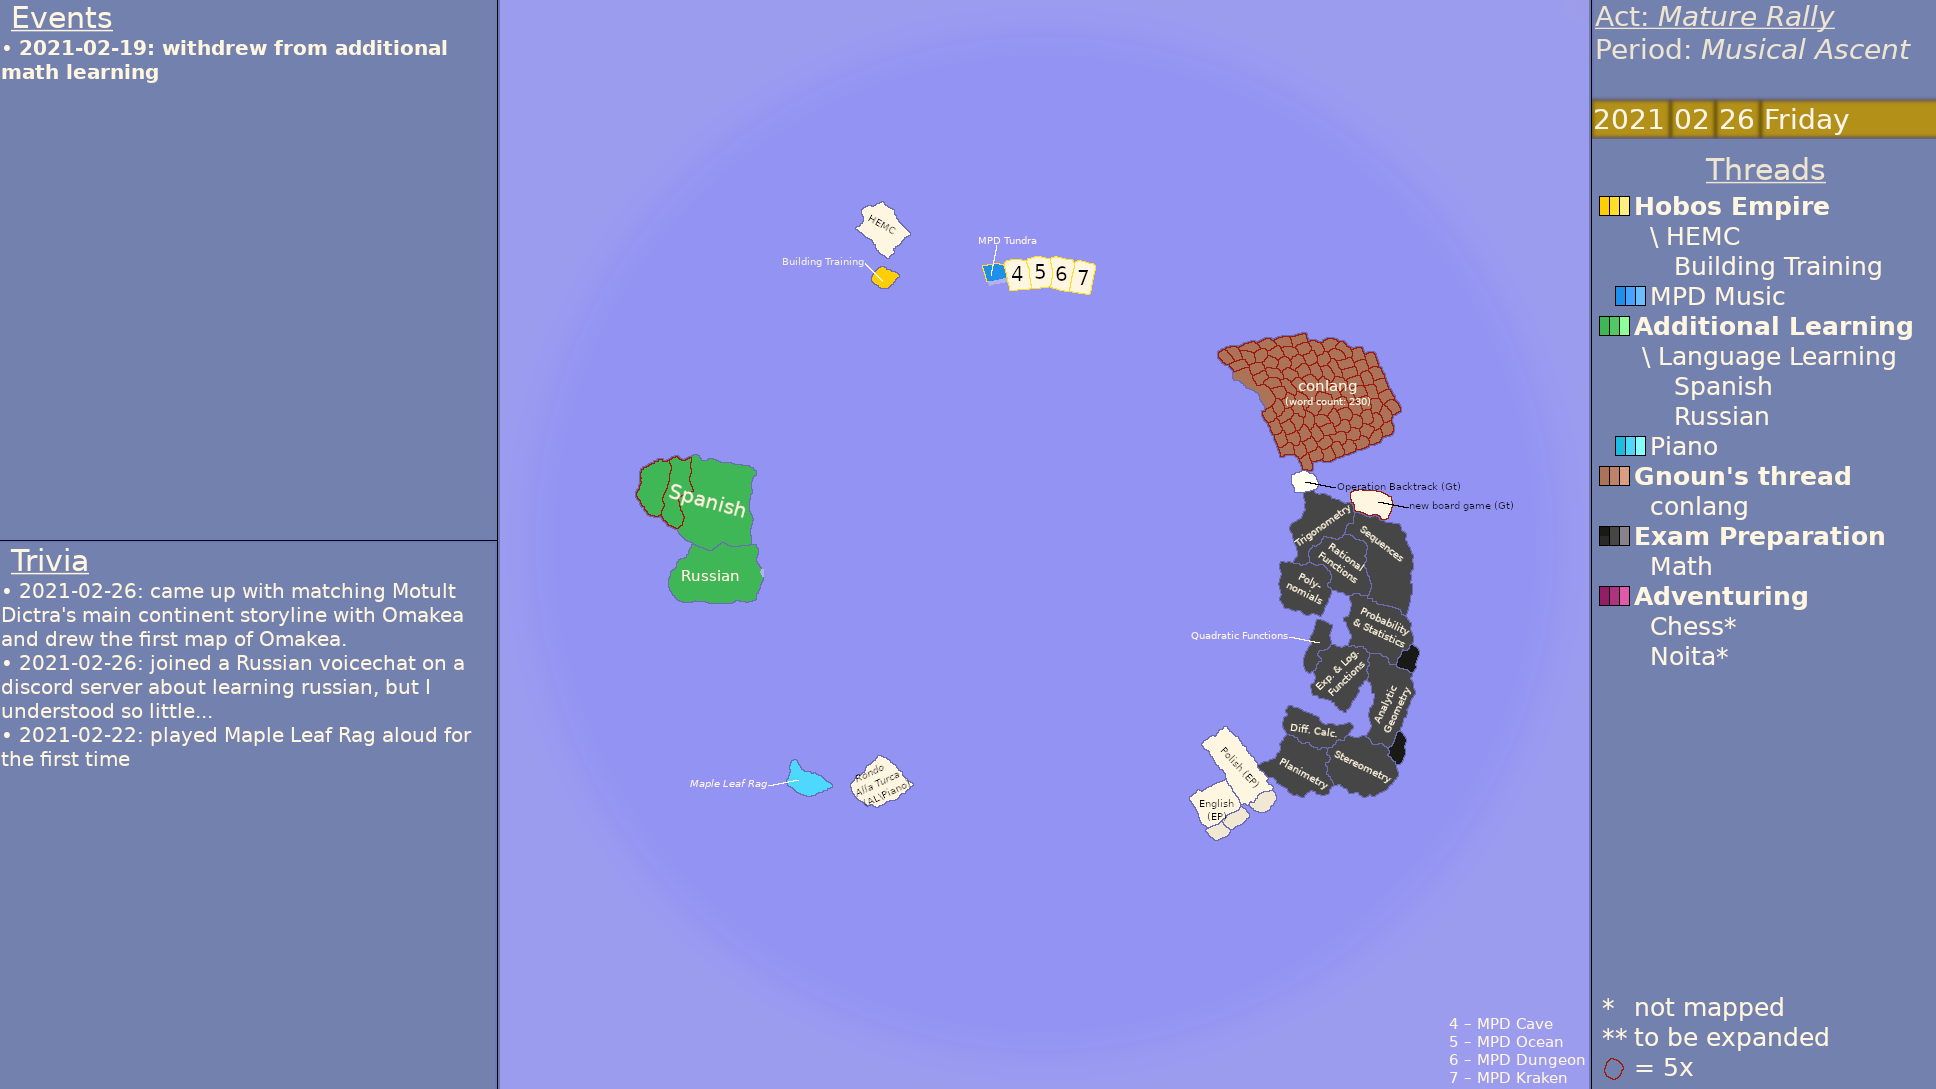 Events
• 2021-02-19: withdrew from additional
math learning
Trivia
• 2021-02-26: came up with matching Motult
Dictra's main continent storyline with Omakea
and drew the first map of Omakea.
• 2021-02-26: joined a Russian voicechat on a
discord server about learning russian, but I
understood so little...
• 2021-02-22: played Maple Leaf Rag aloud for
the first time
HEMC
Building Training
MPD Tundra
4 5 6 7
conlang
(word count: 230)
Operation Backtrack (Gt)
new board game (Gt)
Spanish
Russian
Trigonometry
Sequences
Rational
Functions
Poly-
nomials
Probability
& Statistics
Quadratic Functions
Exp. & Log.
Functions
Analytic
Geometry
Diff. Calc.
Planimetry
Stereometry
Polish (EP)
English
(EP)
Maple Leaf Rag
Rondo
Alla Turca
(AL\Piano)
4 – MPD Cave
5 – MPD Ocean
6 – MPD Dungeon
7 – MPD Kraken
Act: Mature Rally
Period: Musical Ascent
2021 02 26 Friday
Threads
Hobos Empire
\ HEMC
Building Training
MPD Music
Additional Learning
\ Language Learning
Spanish
Russian
Piano
Gnoun's thread
conlang
Exam Preparation
Math
Adventuring
Chess*
Noita*
* not mapped
** to be expanded
= 5x